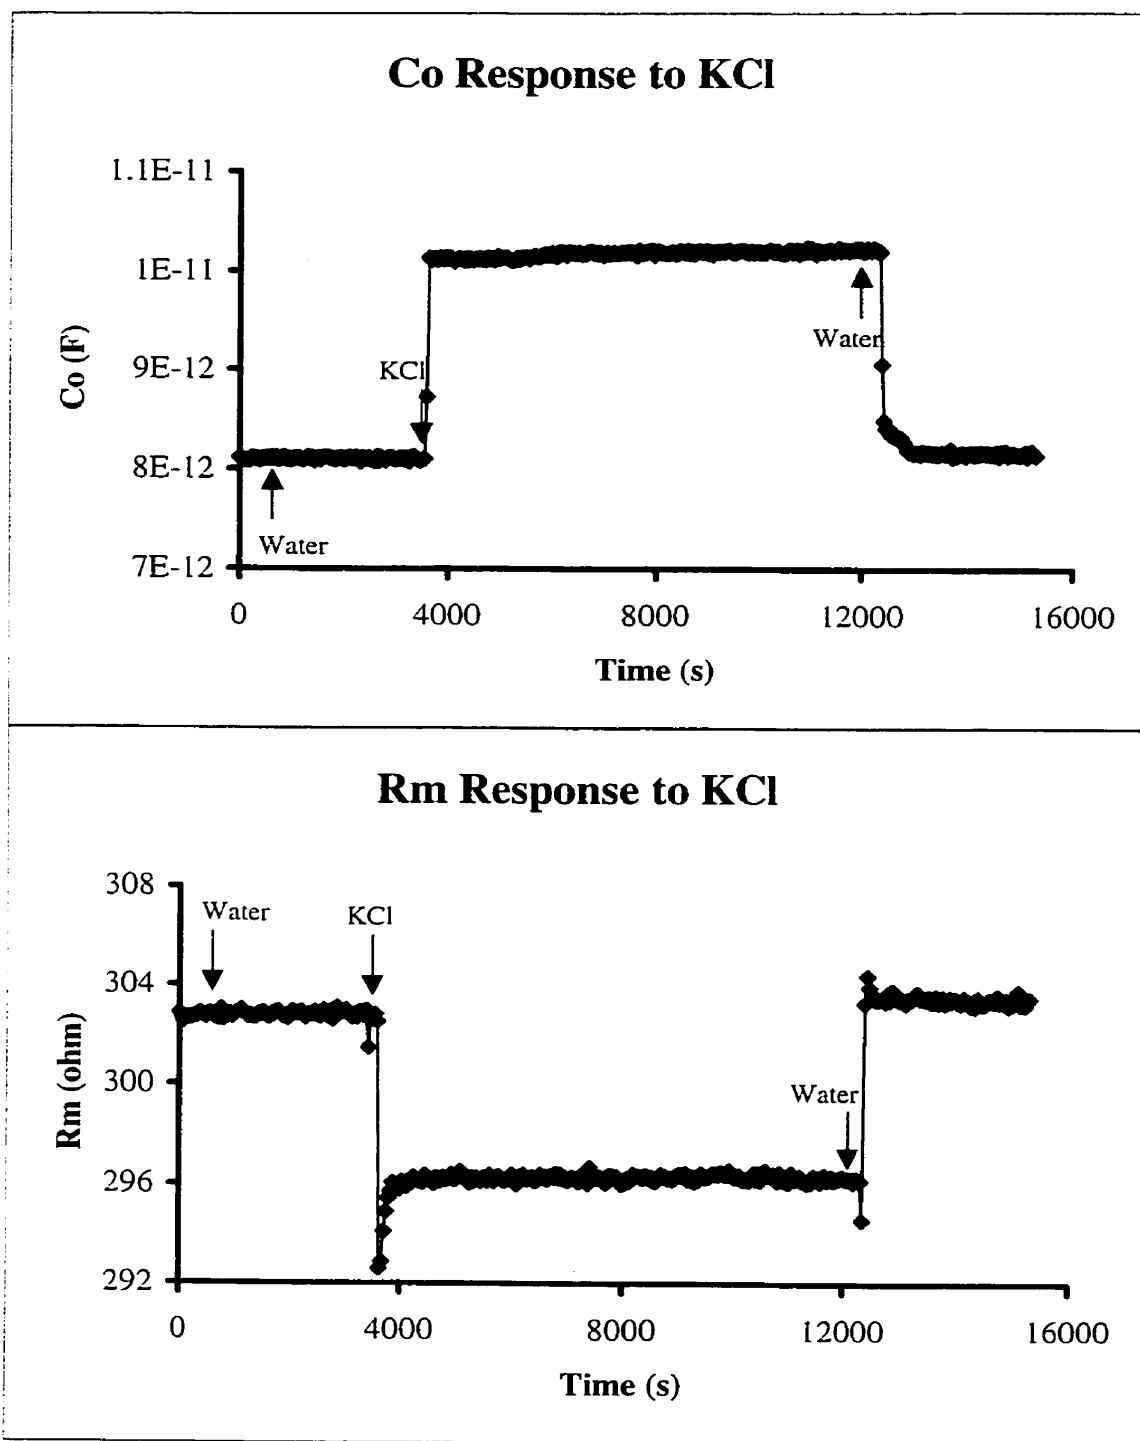 Co Response to KCl
1.1E-11
1E-11
9E-12
8E-12
7E-12
Co (F)
KCl
Water
Water
0 4000 8000 12000 16000
Time (s)
Rm Response to KCl
308
304
300
296
292
Rm (ohm)
Water KCl
Water
0 4000 8000 12000 16000
Time (s)